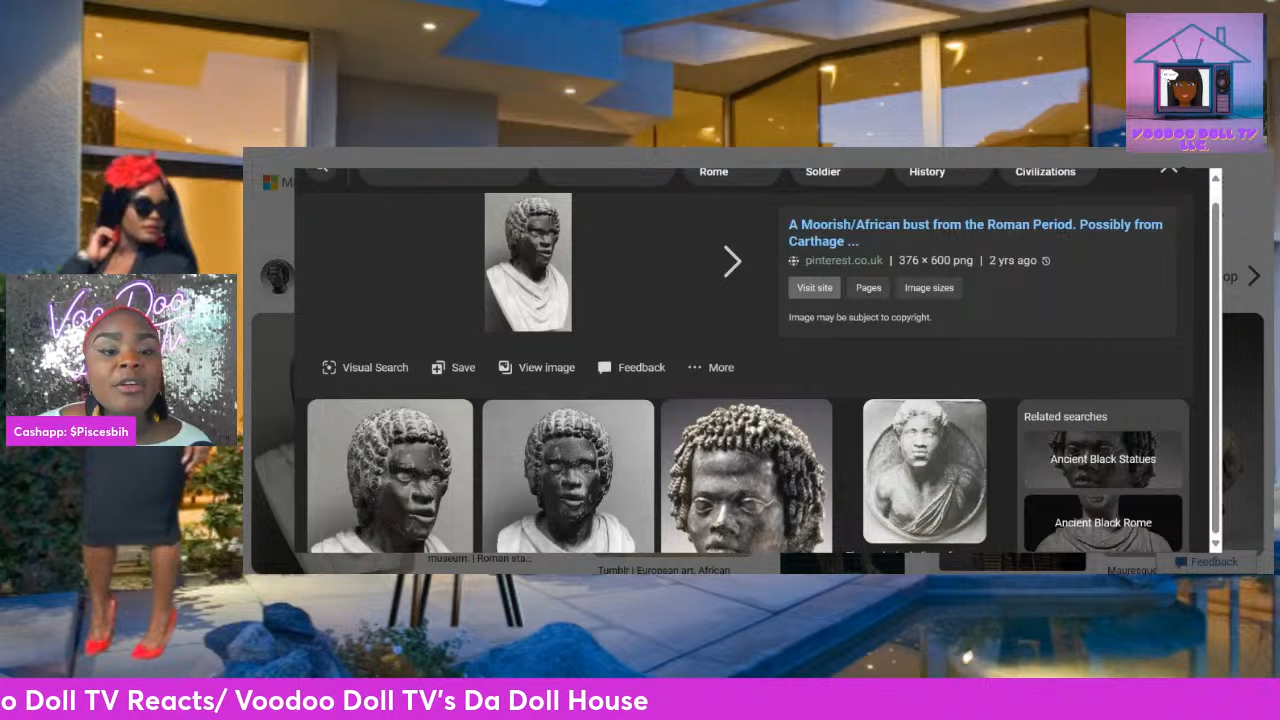 VOODOO DOLL TV
LLC.
Rome
Soldier
History
Civilizations
A Moorish/African bust from the Roman Period. Possibly from
Carthage ...
pinterest.co.uk | 376 × 600 png | 2 yrs ago
Visit site
Pages
Image sizes
Image may be subject to copyright.
op
Visual Search
Save
View image
Feedback
More
VooDoo
Cashapp: $Piscesbih
Related searches
Ancient Black Statues
Ancient Black Rome
museum. | Roman sta...
Tumblr | European art, African
Mauresque
Feedback
o Doll TV Reacts/ Voodoo Doll TV's Da Doll House